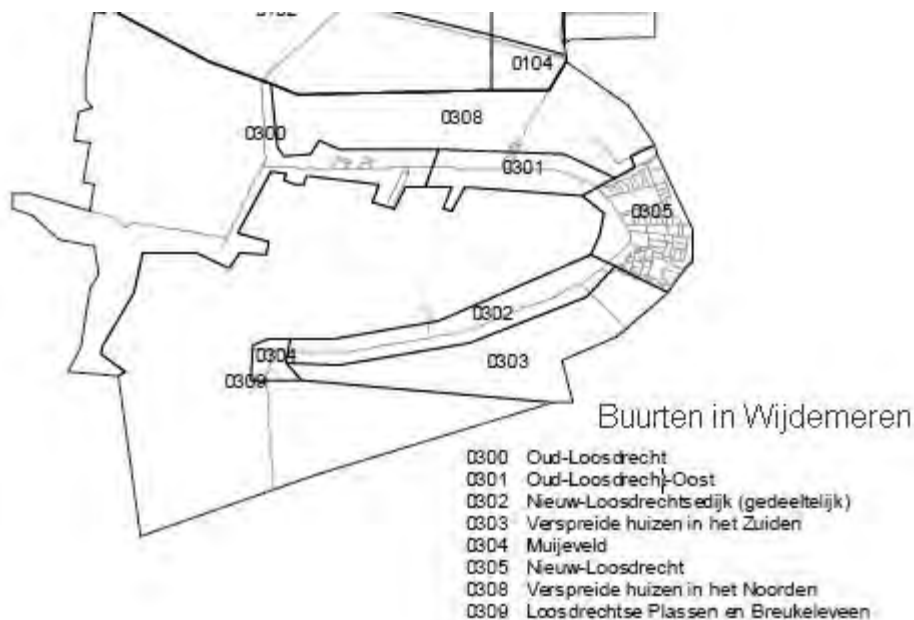 0104
0308
0300
0301
0305
0302
0304
0303
0309
Buurten in Wijdemeren
0300 Oud-Loosdrecht
0301 Oud-Loosdrecht-Oost
0302 Nieuw-Loosdrechtsedijk (gedeeltelijk)
0303 Verspreide huizen in het Zuiden
0304 Muijeveld
0305 Nieuw-Loosdrecht
0308 Verspreide huizen in het Noorden
0309 Loosdrechtse Plassen en Breukeleveen